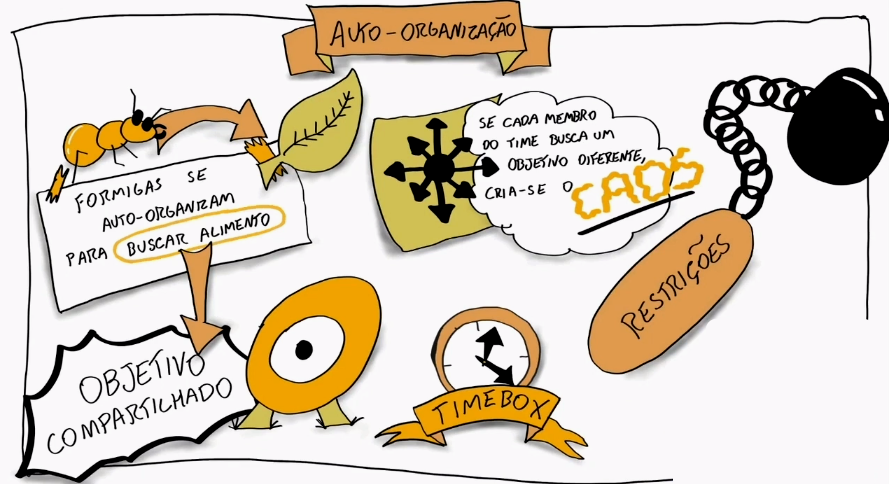 AUTO-ORGANIZAÇÃO
FORMIGAS SE
AUTO-ORGANIZAM
PARA BUSCAR ALIMENTO
SE CADA MEMBRO
DO TIME BUSCA UM
OBJETIVO DIFERENTE,
CRIA-SE O CAOS
RESTRIÇÕES
OBJETIVO
COMPARTILHADO
TIMEBOX